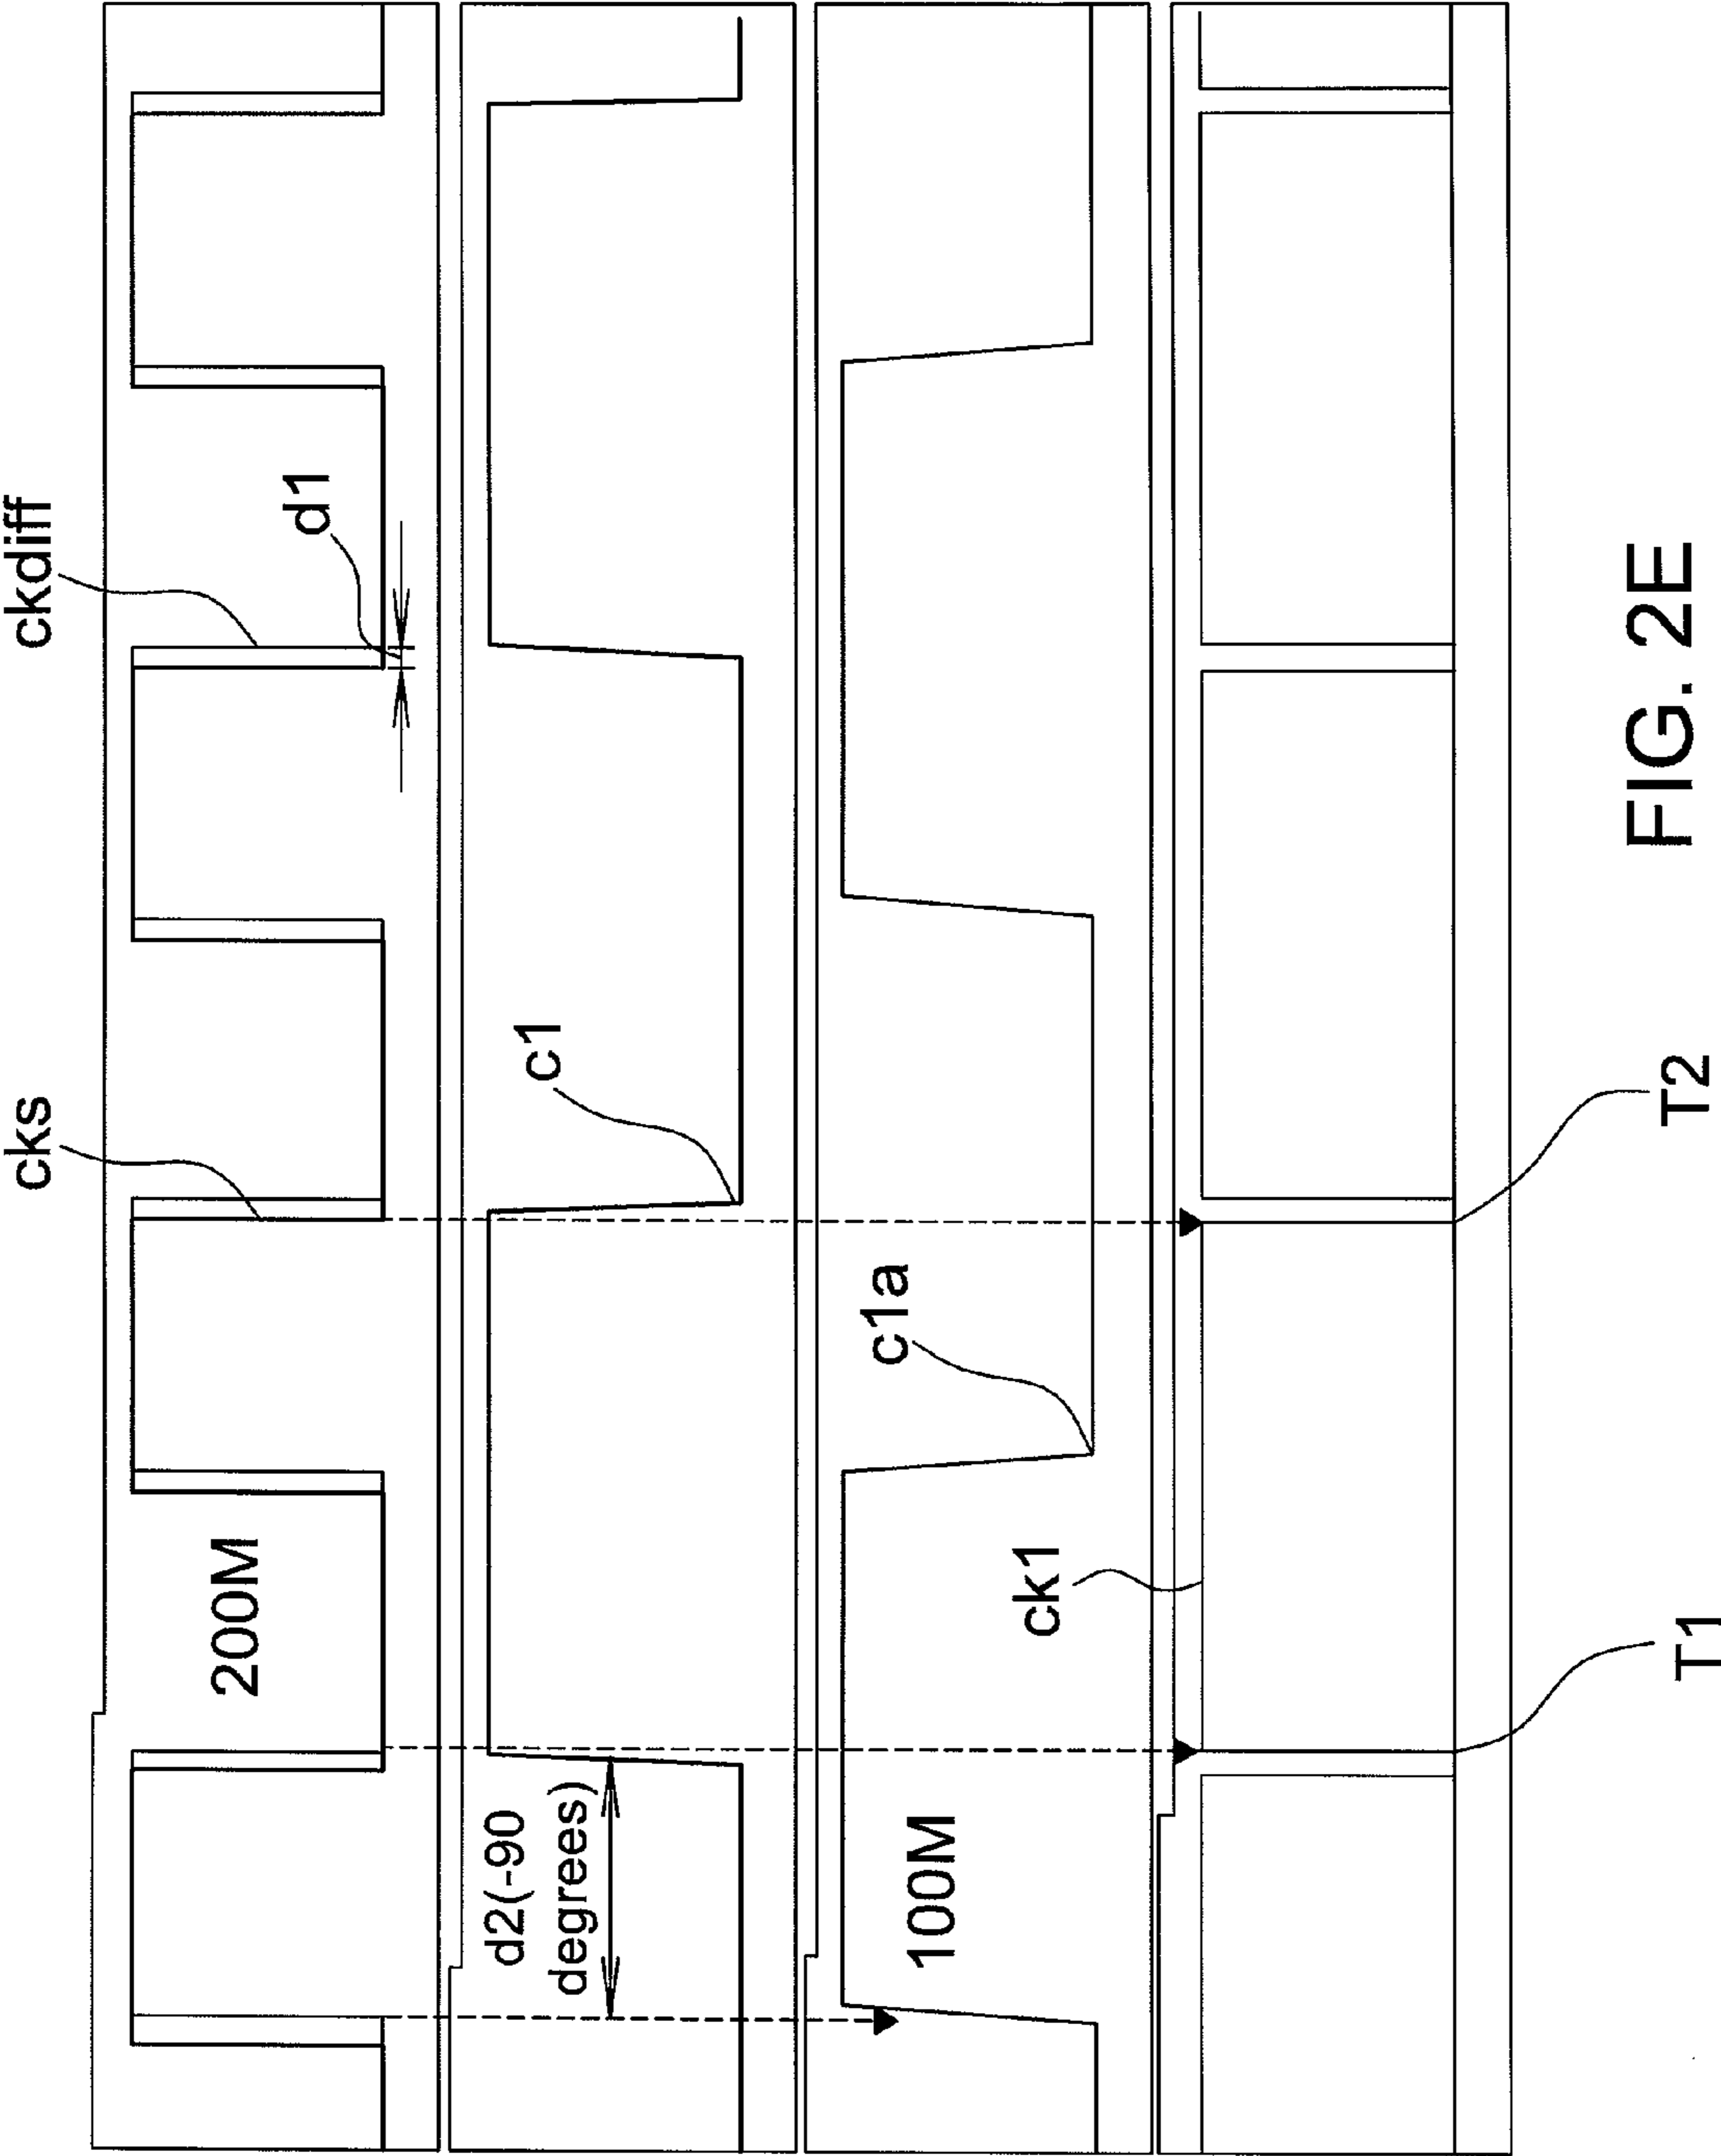 ckdiff
cks
d1
200M
c1
d2(-90
degrees)
c1a
100M
ck1
T2
T1
FIG. 2E